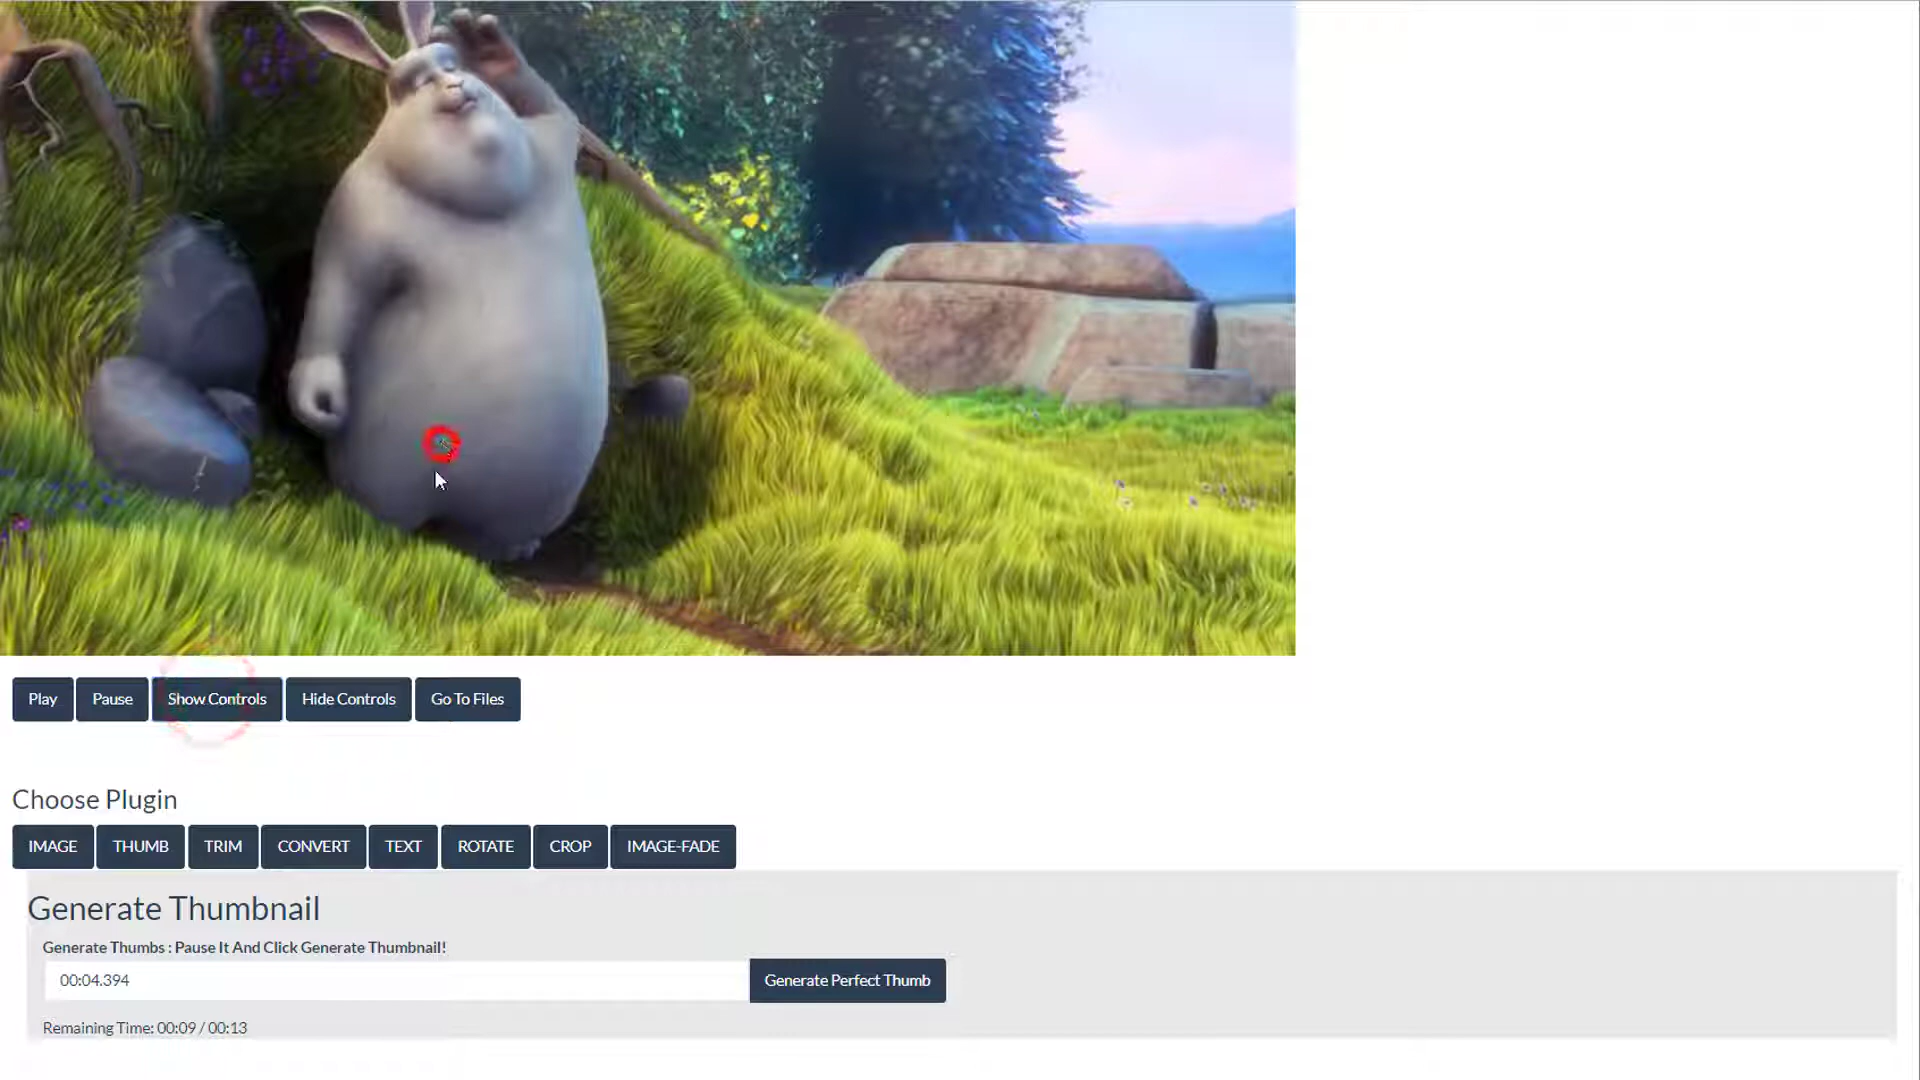 Play Pause Show Controls Hide Controls Go To Files
Choose Plugin
IMAGE THUMB TRIM CONVERT TEXT ROTATE CROP IMAGE-FADE
Generate Thumbnail
Generate Thumbs : Pause It And Click Generate Thumbnail!
00:04.394 Generate Perfect Thumb
Remaining Time: 00:09 / 00:13